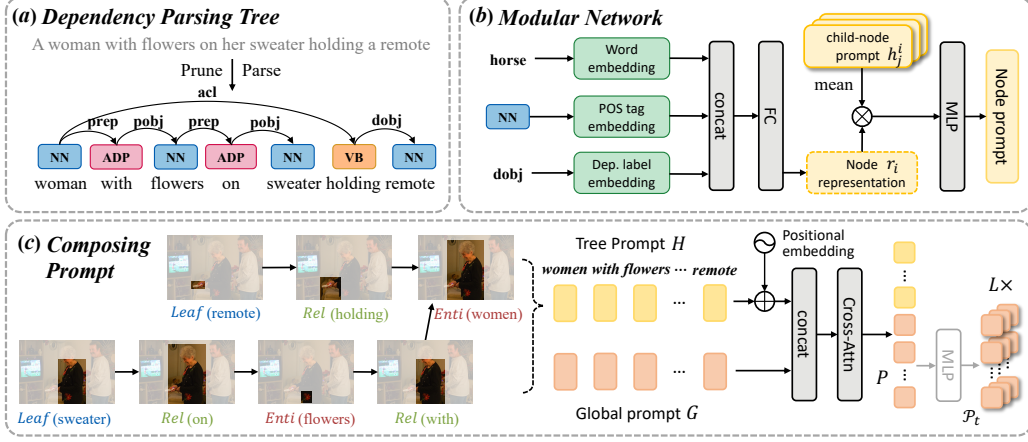 (a) Dependency Parsing Tree
A woman with flowers on her sweater holding a remote
Prune Parse
acl
prep pobj prep pobj dobj
NN ADP NN ADP NN VB NN
woman with flowers on sweater holding remote
(b) Modular Network
horse
Word embedding
NN
POS tag embedding
dobj
Dep. label embedding
concat
FC
child-node prompt h_j^i
mean
Node r_i representation
MLP
Node prompt
(c) Composing Prompt
Leaf (remote) Rel (holding) Enti (women)
Leaf (sweater) Rel (on) Enti (flowers) Rel (with)
Tree Prompt H
women with flowers ··· remote
...
...
Global prompt G
Positional embedding
concat
Cross-Attn
P
MLP
L×
𝒫_t